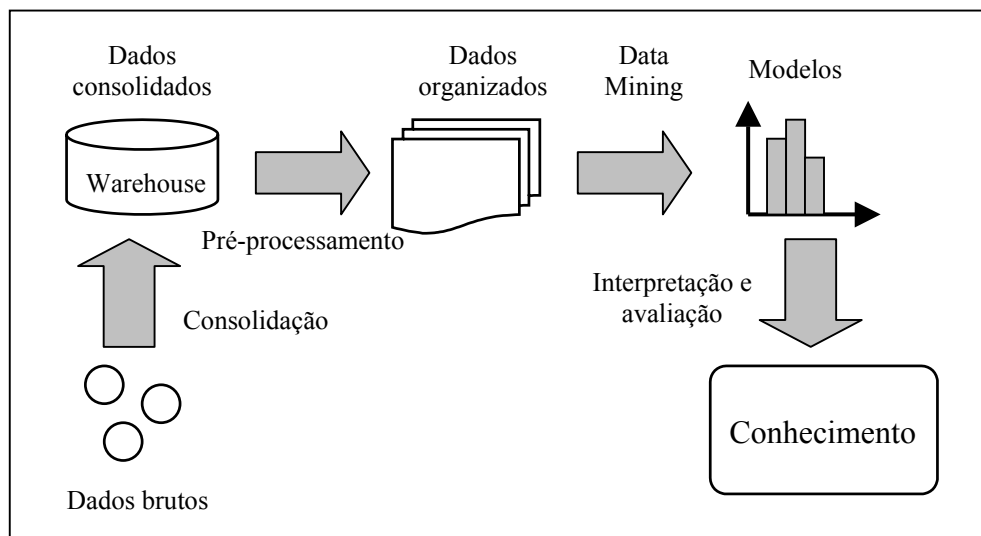 Dados
consolidados
Warehouse
Pré-processamento
Dados
organizados
Data
Mining
Modelos
Interpretação e
avaliação
Consolidação
Conhecimento
Dados brutos